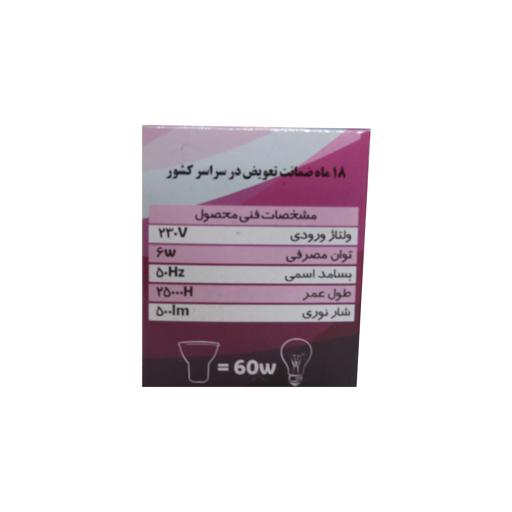 ۱۸ ماه ضمانت تعویض در سراسر کشور
مشخصات فنی محصول
ولتاژ ورودی ۲۳۰V
توان مصرفی ۶w
بسامد اسمی ۵۰Hz
طول عمر ۲۵۰۰۰H
شار نوری ۵۰۰lm
= 60w